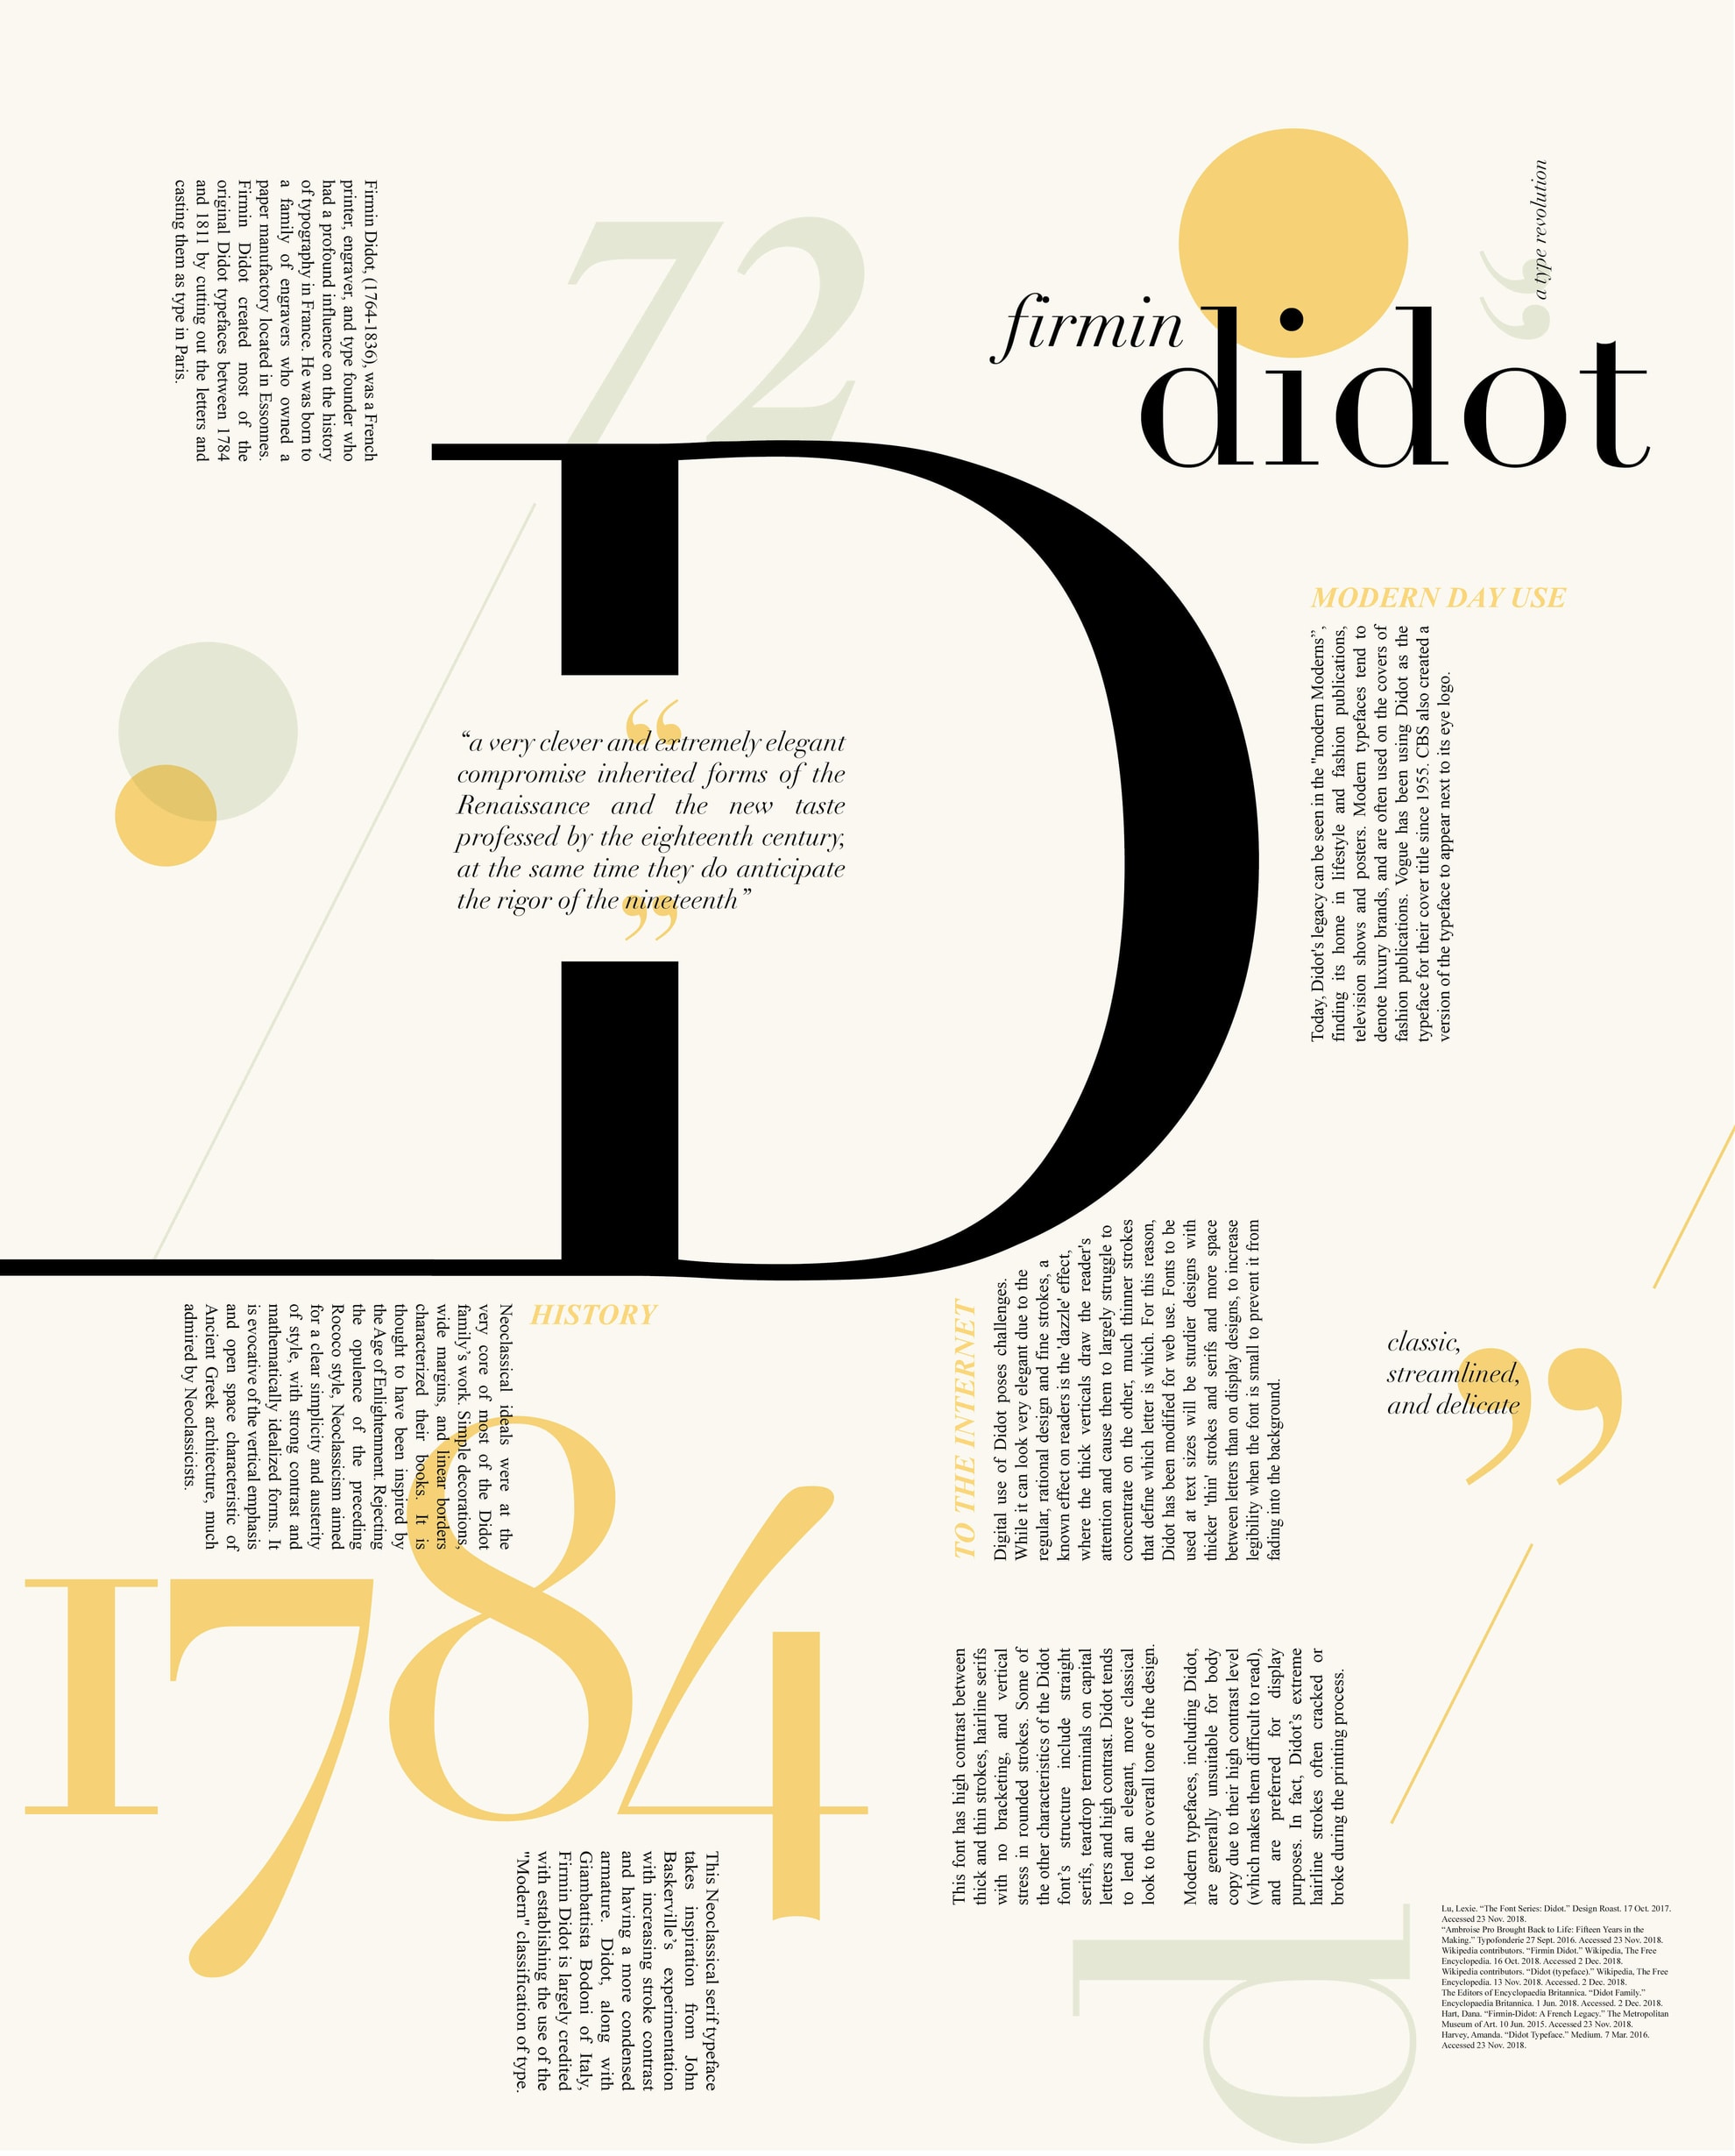 Firmin Didot, (1764-1836), was a French
printer, engraver, and type founder who
had a profound influence on the history
of typography in France. He was born to
a family of engravers who owned a
paper manufactory located in Essonnes.
Firmin Didot created most of the
original Didot typefaces between 1784
and 1811 by cutting out the letters and
casting them as type in Paris.
72
firmin
didot
“
a type resvolution
D
MODERN DAY USE
Today, Didot's legacy can be seen in the "modern Moderns”,
finding its home in lifestyle and fashion publications,
television shows and posters. Modern typefaces tend to
denote luxury brands, and are often used on the covers of
fashion publications. Vogue has been using Didot as the
typeface for their cover title since 1955. CBS also created a
version of the typeface to appear next to its eye logo.
“
“a very clever and extremely elegant
compromise inherited forms of the
Renaissance and the new taste
professed by the eighteenth century,
at the same time they do anticipate
the rigor of the nineteenth”
”
HISTORY
Neoclassical ideals were at the
very core of most of the Didot
family’s work. Simple decorations,
wide margins, and linear borders
characterized their books. It is
thought to have been inspired by
the Age of Enlightenment. Rejecting
the opulence of the preceding
Rococo style, Neoclassicism aimed
for a clear simplicity and austerity
of style, with strong contrast and
mathematically idealized forms. It
is evocative of the vertical emphasis
and open space characteristic of
Ancient Greek architecture, much
admired by Neoclassicists.
1784
TO THE INTERNET
Digital use of Didot poses challenges.
While it can look very elegant due to the
regular, rational design and fine strokes, a
known effect on readers is the 'dazzle' effect,
where the thick verticals draw the reader's
attention and cause them to largely struggle to
concentrate on the other, much thinner strokes
that define which letter is which. For this reason,
Didot has been modified for web use. Fonts to be
used at text sizes will be sturdier designs with
thicker 'thin' strokes and serifs and more space
between letters than on display designs, to increase
legibility when the font is small to prevent it from
fading into the background.
classic,
streamlined,
and delicate
”
This Neoclassical serif typeface
takes inspiration from John
Baskerville’s experimentation
with increasing stroke contrast
and having a more condensed
armature. Didot, along with
Giambattista Bodoni of Italy,
Firmin Didot is largely credited
with establishing the use of the
"Modern" classification of type.
This font has high contrast between
thick and thin strokes, hairline serifs
with no bracketing, and vertical
stress in rounded strokes. Some of
the other characteristics of the Didot
font’s structure include straight
serifs, teardrop terminals on capital
letters and high contrast. Didot tends
to lend an elegant, more classical
look to the overall tone of the design.
Modern typefaces, including Didot,
are generally unsuitable for body
copy due to their high contrast level
(which makes them difficult to read),
and are preferred for display
purposes. In fact, Didot’s extreme
hairline strokes often cracked or
broke during the printing process.
d
Lu, Lexie. “The Font Series: Didot.” Design Roast. 17 Oct. 2017.
Accessed 23 Nov. 2018.
“Ambroise Pro Brought Back to Life: Fifteen Years in the
Making.” Typofonderie 27 Sept. 2016. Accessed 23 Nov. 2018.
Wikipedia contributors. “Firmin Didot.” Wikipedia, The Free
Encyclopedia. 16 Oct. 2018. Accessed 2 Dec. 2018.
Wikipedia contributors. “Didot (typeface).” Wikipedia, The Free
Encyclopedia. 13 Nov. 2018. Accessed. 2 Dec. 2018.
The Editors of Encyclopaedia Britannica. “Didot Family.”
Encyclopaedia Britannica. 1 Jun. 2018. Accessed. 2 Dec. 2018.
Hart, Dana. “Firmin-Didot: A French Legacy.” The Metropolitan
Museum of Art. 10 Jun. 2015. Accessed 23 Nov. 2018.
Harvey, Amanda. “Didot Typeface.” Medium. 7 Mar. 2016.
Accessed 23 Nov. 2018.